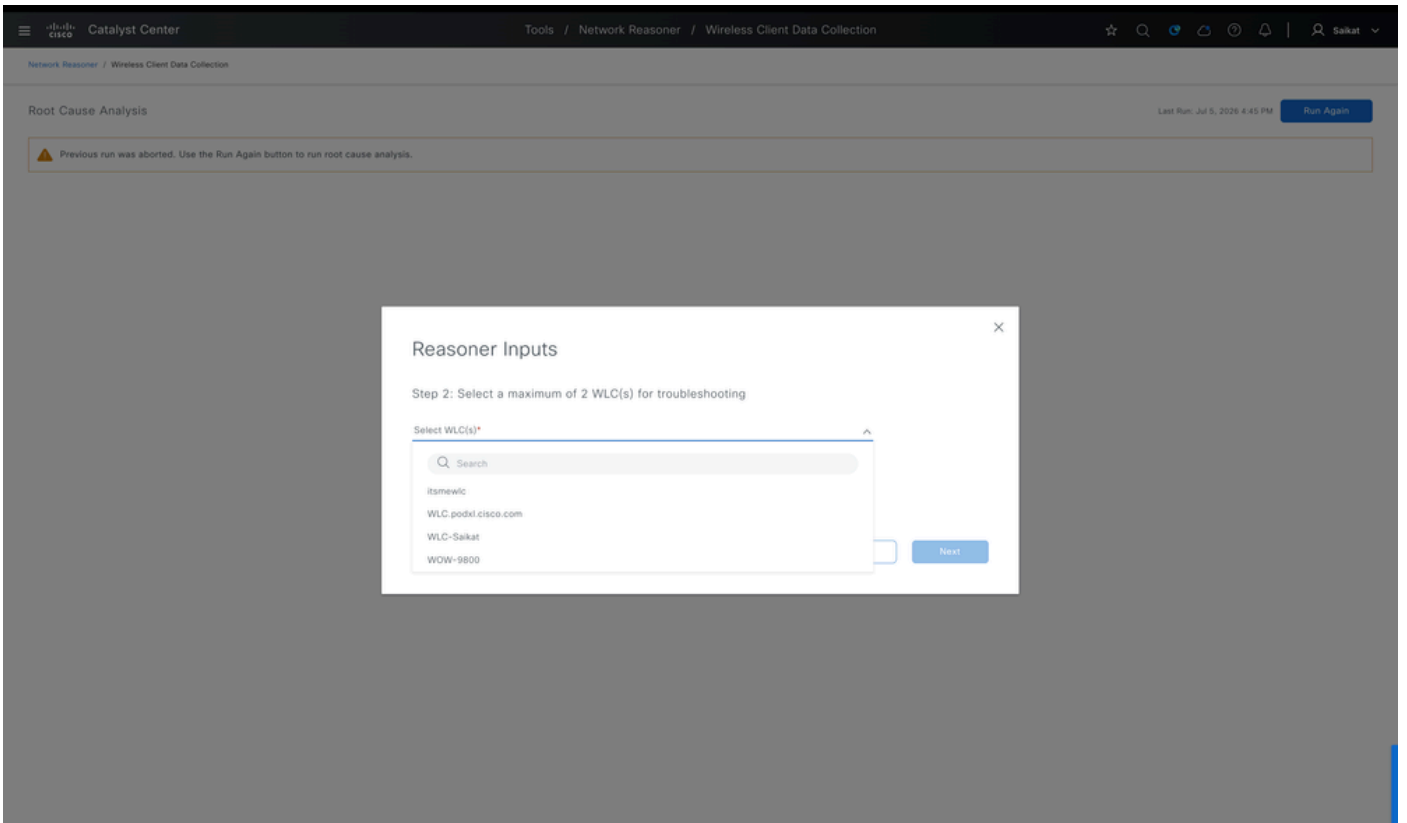 cisco Catalyst Center Tools / Network Reasoner / Wireless Client Data Collection Saikat
Network Reasoner / Wireless Client Data Collection
Root Cause Analysis Last Run: Jul 5, 2026 4:45 PM Run Again
Previous run was aborted. Use the Run Again button to run root cause analysis.
Reasoner Inputs
Step 2: Select a maximum of 2 WLC(s) for troubleshooting
Select WLC(s)*
Search
itsmewlc
WLC.podxl.cisco.com
WLC-Saikat
WOW-9800
Next